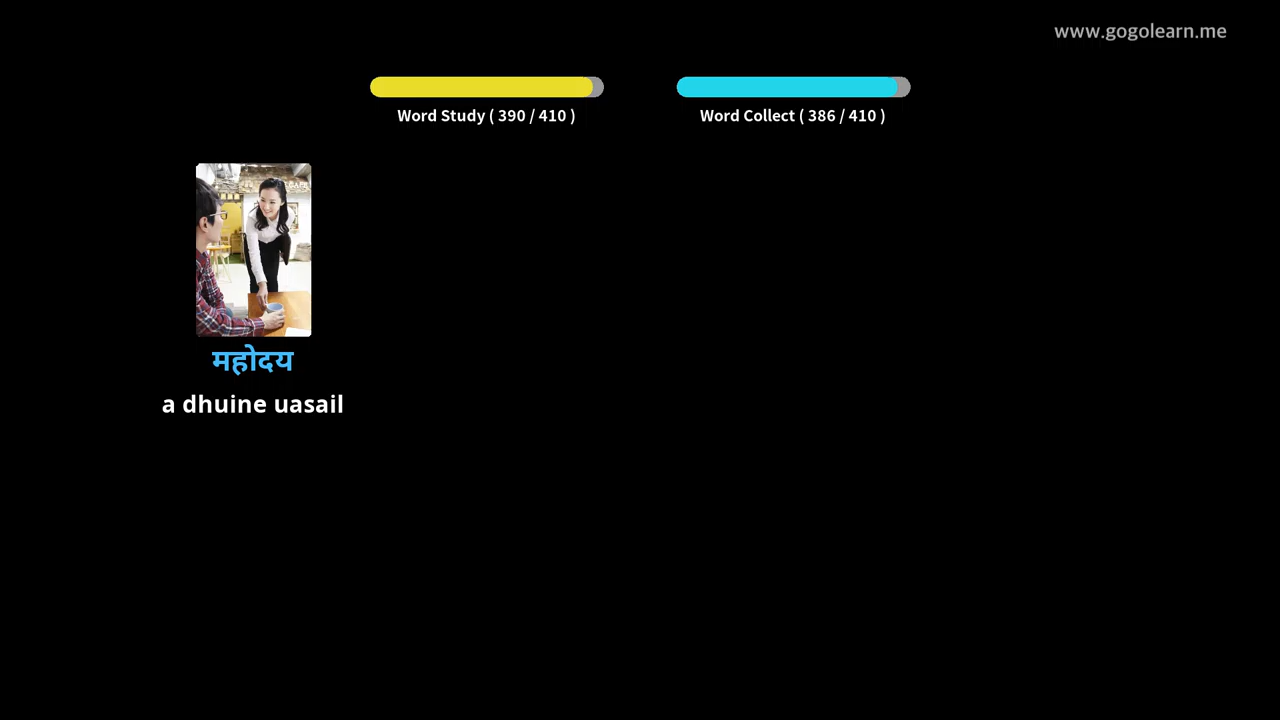 www.gogolearn.me
Word Study ( 390 / 410 )
Word Collect ( 386 / 410 )
महोदय
a dhuine uasail